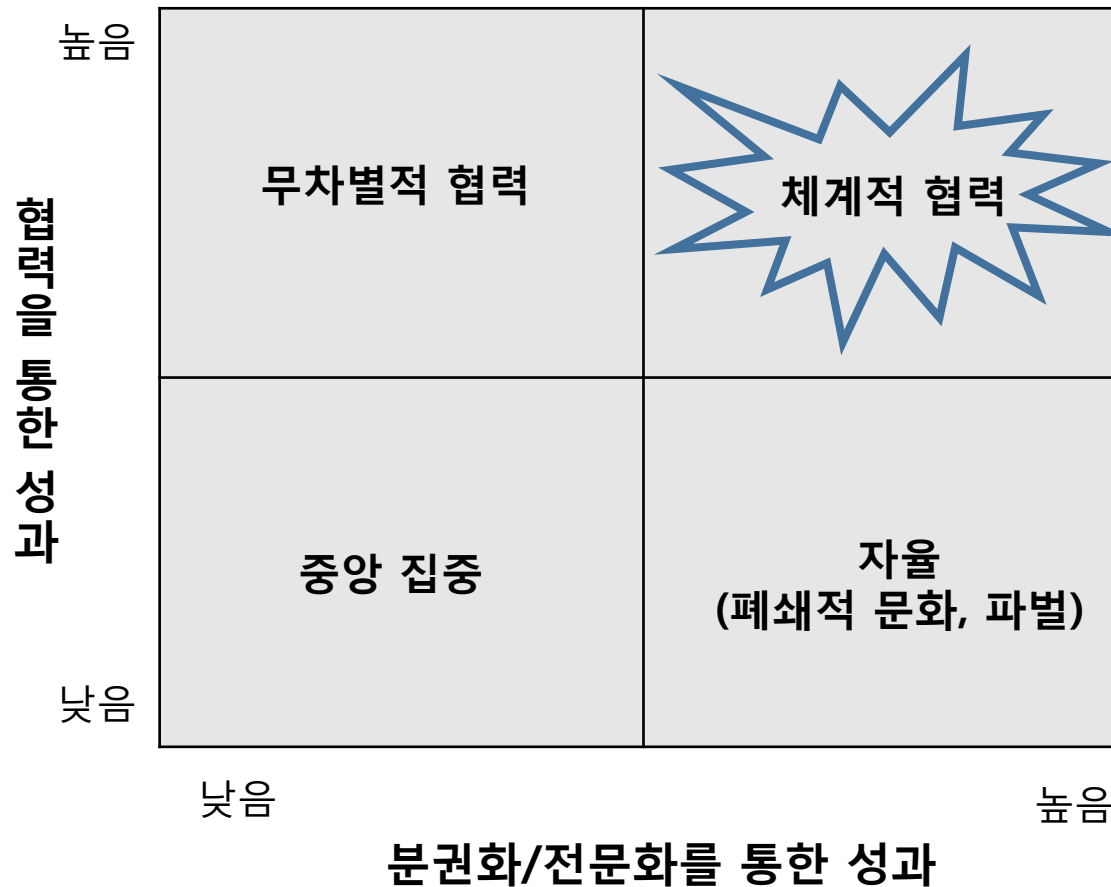 높음
무차별적 협력
체계적 협력
협력을 통한 성과
중앙 집중
자율
(폐쇄적 문화, 파벌)
낮음
낮음
높음
분권화/전문화를 통한 성과